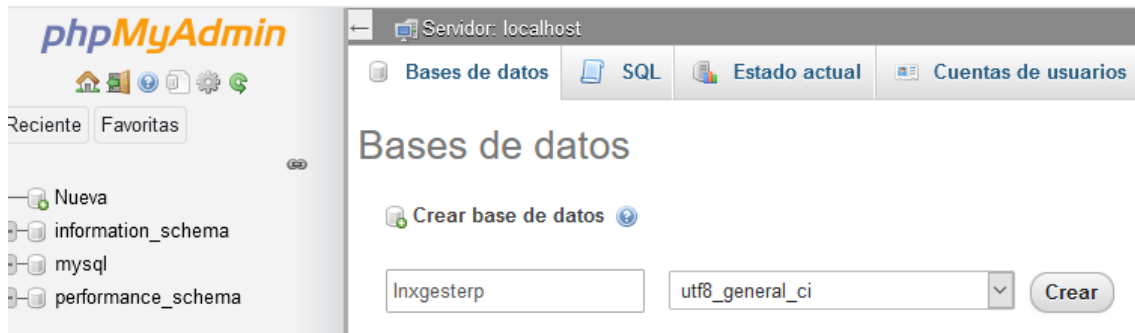 phpMyAdmin
Reciente Favoritas
Nueva
information_schema
mysql
performance_schema
Servidor: localhost
Bases de datos SQL Estado actual Cuentas de usuarios
Bases de datos
Crear base de datos
lnxgesterp utf8_general_ci Crear